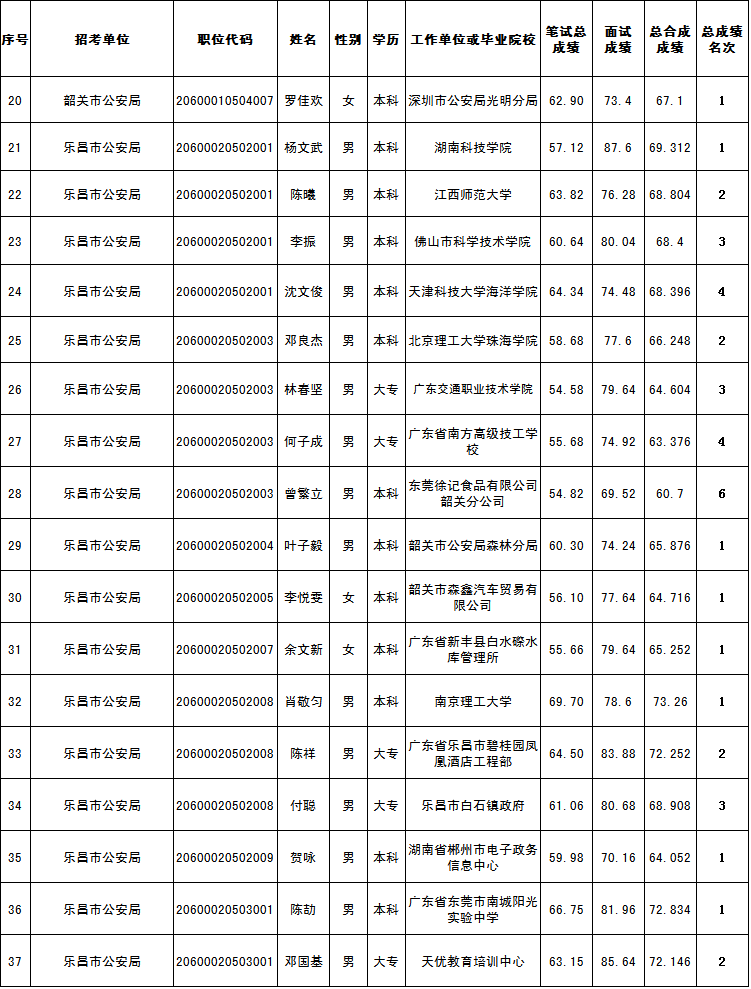 序号 招考单位 职位代码 姓名 性别 学历 工作单位或毕业院校 笔试总成绩 面试成绩 总合成成绩 总成绩名次
20 韶关市公安局 20600010504007 罗佳欢 女 本科 深圳市公安局光明分局 62.90 73.4 67.1 1
21 乐昌市公安局 20600020502001 杨文武 男 本科 湖南科技学院 57.12 87.6 69.312 1
22 乐昌市公安局 20600020502001 陈曦 男 本科 江西师范大学 63.82 76.28 68.804 2
23 乐昌市公安局 20600020502001 李振 男 本科 佛山市科学技术学院 60.64 80.04 68.4 3
24 乐昌市公安局 20600020502001 沈文俊 男 本科 天津科技大学海洋学院 64.34 74.48 68.396 4
25 乐昌市公安局 20600020502003 邓良杰 男 本科 北京理工大学珠海学院 58.68 77.6 66.248 2
26 乐昌市公安局 20600020502003 林春坚 男 大专 广东交通职业技术学院 54.58 79.64 64.604 3
27 乐昌市公安局 20600020502003 何子成 男 大专 广东省南方高级技工学校 55.68 74.92 63.376 4
28 乐昌市公安局 20600020502003 曾繁立 男 本科 东莞徐记食品有限公司韶关分公司 54.82 69.52 60.7 6
29 乐昌市公安局 20600020502004 叶子毅 男 本科 韶关市公安局森林分局 60.30 74.24 65.876 1
30 乐昌市公安局 20600020502005 李悦雯 女 本科 韶关市森鑫汽车贸易有限公司 56.10 77.64 64.716 1
31 乐昌市公安局 20600020502007 余文新 女 本科 广东省新丰县白水礤水库管理所 55.66 79.64 65.252 1
32 乐昌市公安局 20600020502008 肖敬匀 男 本科 南京理工大学 69.70 78.6 73.26 1
33 乐昌市公安局 20600020502008 陈祥 男 大专 广东省乐昌市碧桂园凤凰酒店工程部 64.50 83.88 72.252 2
34 乐昌市公安局 20600020502008 付聪 男 大专 乐昌市白石镇政府 61.06 80.68 68.908 3
35 乐昌市公安局 20600020502009 贺咏 男 本科 湖南省郴州市电子政务信息中心 59.98 70.16 64.052 1
36 乐昌市公安局 20600020503001 陈劼 男 本科 广东省东莞市南城阳光实验中学 66.75 81.96 72.834 1
37 乐昌市公安局 20600020503001 邓国基 男 大专 天优教育培训中心 63.15 85.64 72.146 2